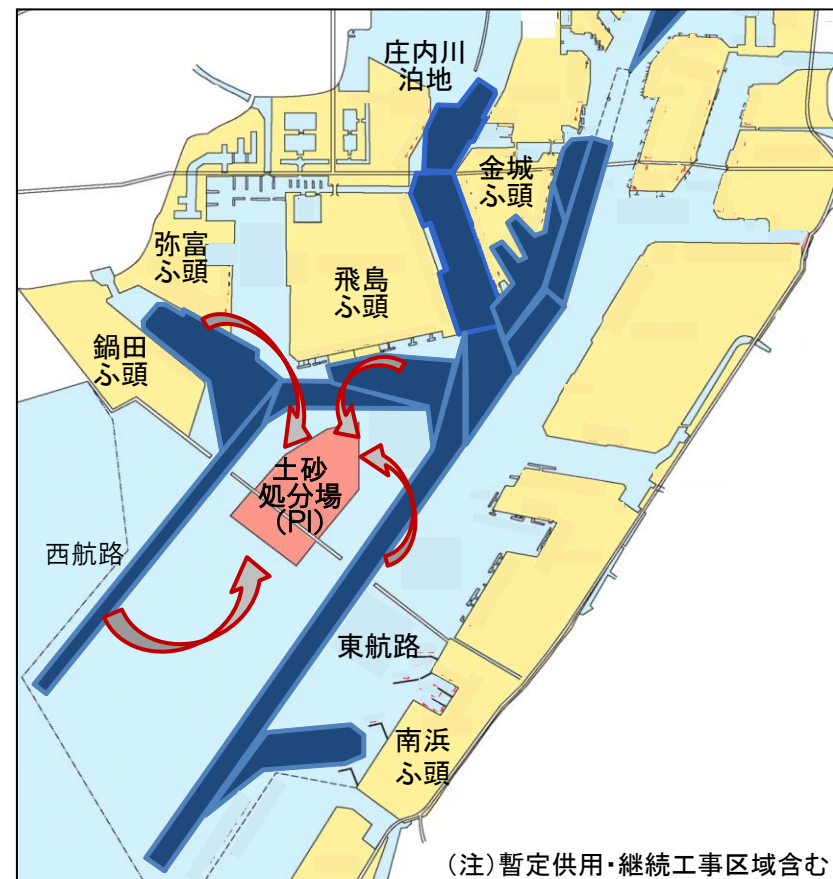 庄内川
泊地
金城
ふ頭
弥富
ふ頭
飛島
ふ頭
鍋田
ふ頭
土砂
処分場
(PI)
西航路
東航路
南浜
ふ頭
(注)暫定供用・継続工事区域含む